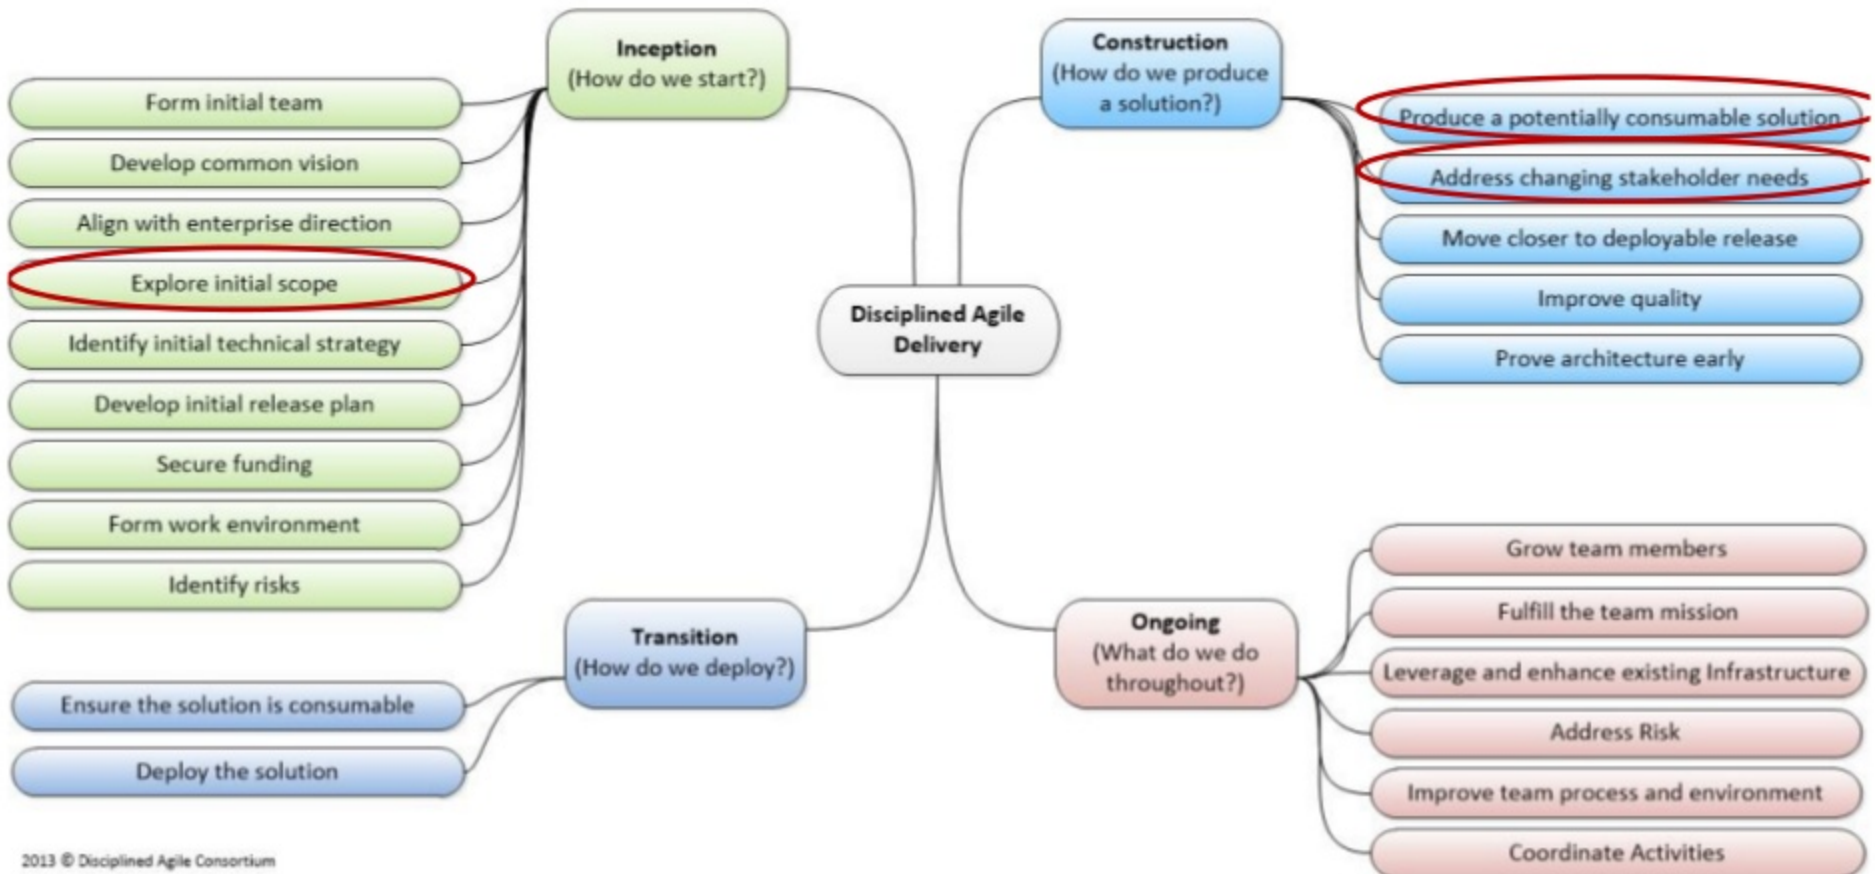 Inception
(How do we start?)
Form initial team
Develop common vision
Align with enterprise direction
Explore initial scope
Identify initial technical strategy
Develop initial release plan
Secure funding
Form work environment
Identify risks
Construction
(How do we produce
a solution?)
Produce a potentially consumable solution
Address changing stakeholder needs
Move closer to deployable release
Improve quality
Prove architecture early
Disciplined Agile
Delivery
Transition
(How do we deploy?)
Ensure the solution is consumable
Deploy the solution
Ongoing
(What do we do
throughout?)
Grow team members
Fulfill the team mission
Leverage and enhance existing Infrastructure
Address Risk
Improve team process and environment
Coordinate Activities
2013 © Disciplined Agile Consortium